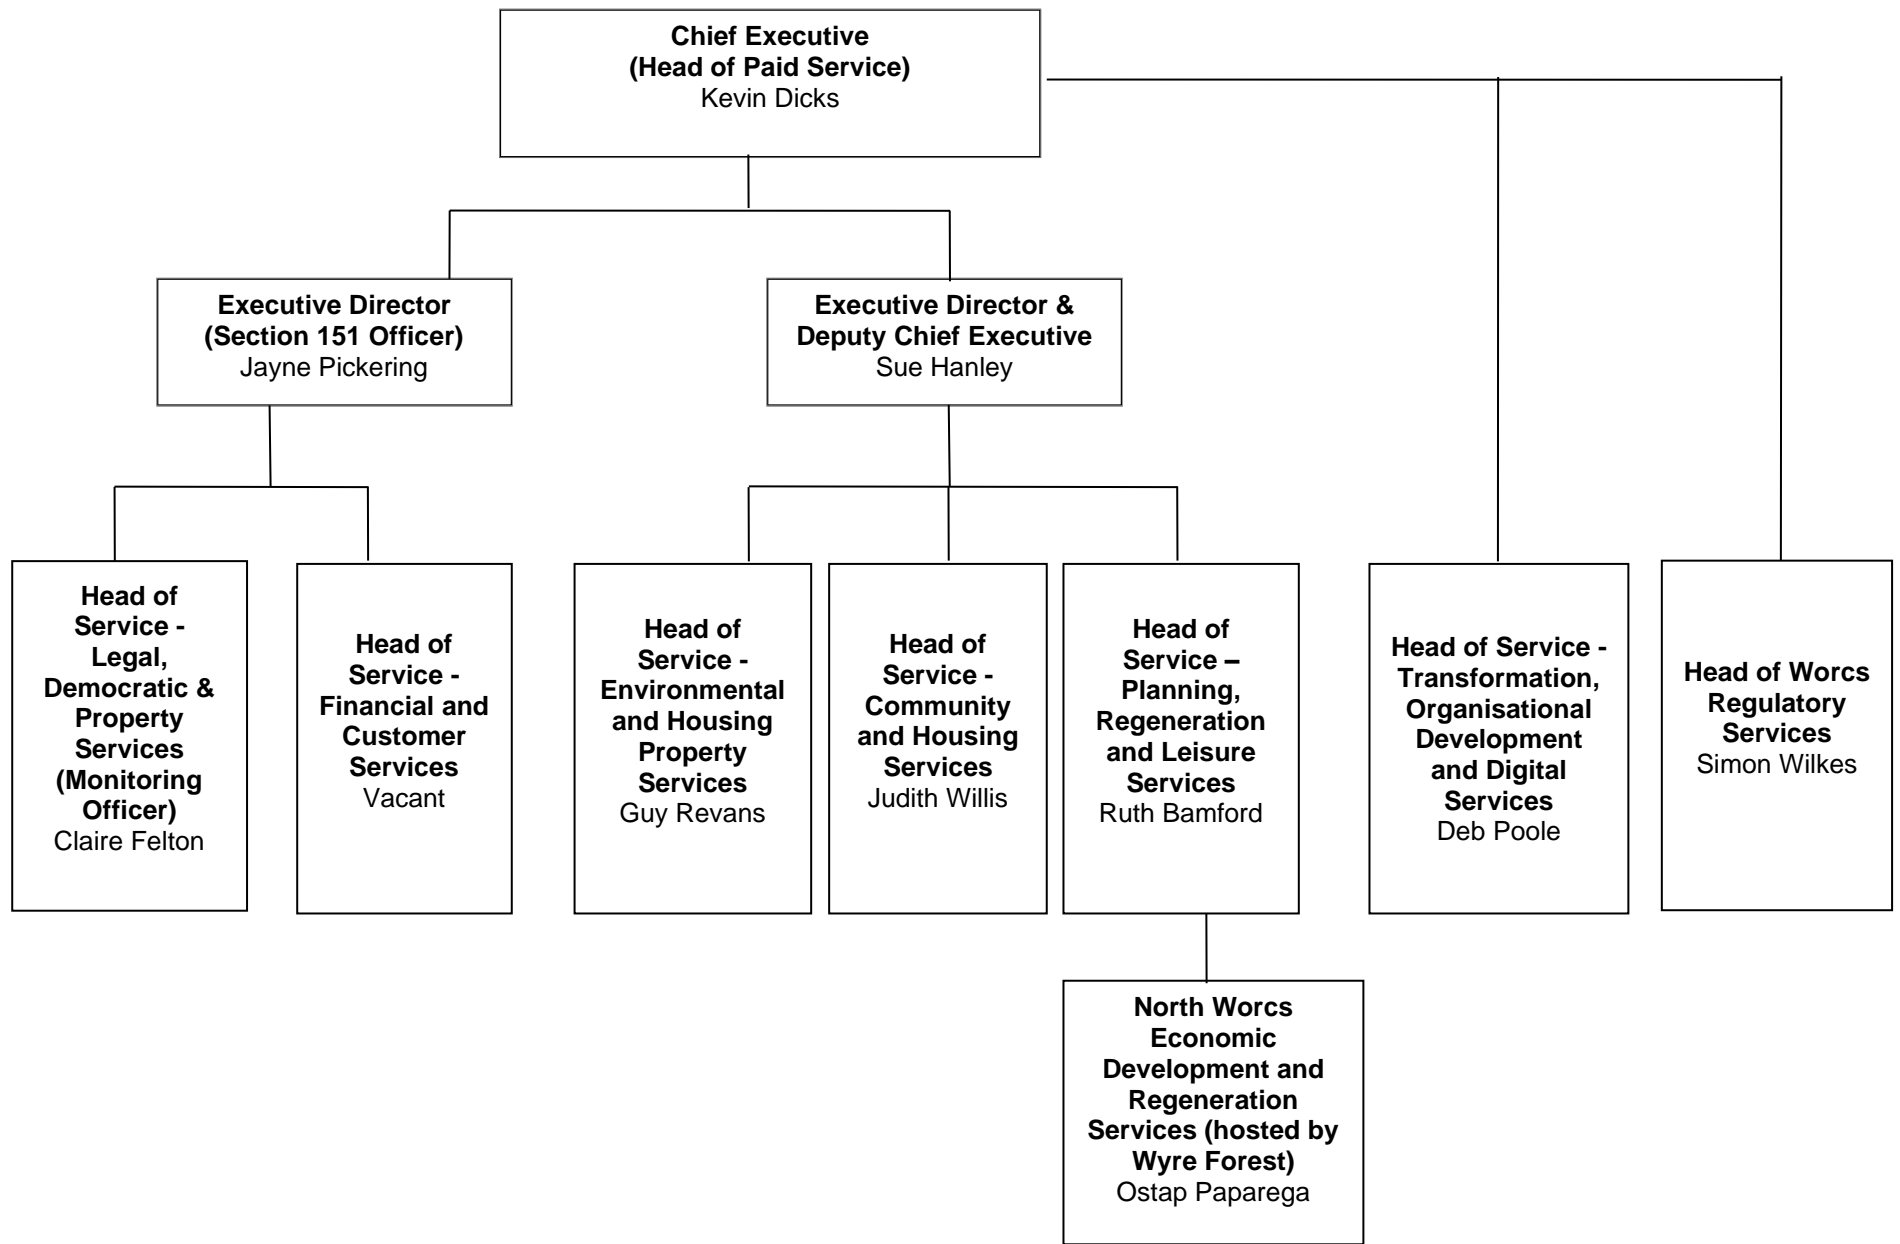 Chief Executive
(Head of Paid Service)
Kevin Dicks
Executive Director
(Section 151 Officer)
Jayne Pickering
Executive Director &
Deputy Chief Executive
Sue Hanley
Head of
Service -
Legal,
Democratic &
Property
Services
(Monitoring
Officer)
Claire Felton
Head of
Service -
Financial and
Customer
Services
Vacant
Head of
Service -
Environmental
and Housing
Property
Services
Guy Revans
Head of
Service -
Community
and Housing
Services
Judith Willis
Head of
Service –
Planning,
Regeneration
and Leisure
Services
Ruth Bamford
Head of Service -
Transformation,
Organisational
Development
and Digital
Services
Deb Poole
Head of Worcs
Regulatory
Services
Simon Wilkes
North Worcs
Economic
Development and
Regeneration
Services (hosted by
Wyre Forest)
Ostap Paparega